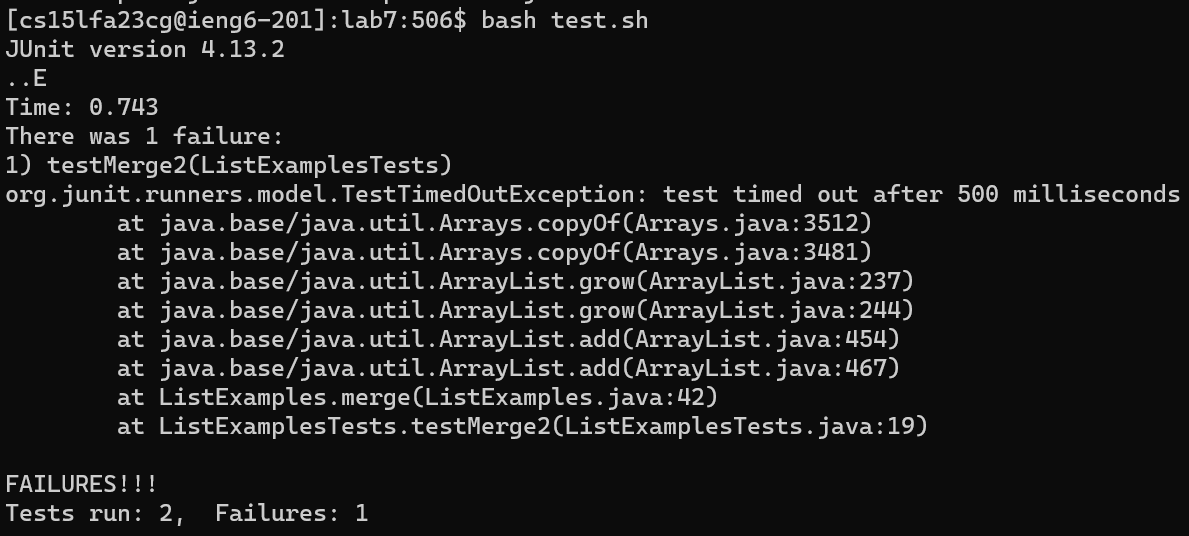 [cs15lfa23cg@ieng6-201]:lab7:506$ bash test.sh
JUnit version 4.13.2
..E
Time: 0.743
There was 1 failure:
1) testMerge2(ListExamplesTests)
org.junit.runners.model.TestTimedOutException: test timed out after 500 milliseconds
        at java.base/java.util.Arrays.copyOf(Arrays.java:3512)
        at java.base/java.util.Arrays.copyOf(Arrays.java:3481)
        at java.base/java.util.ArrayList.grow(ArrayList.java:237)
        at java.base/java.util.ArrayList.grow(ArrayList.java:244)
        at java.base/java.util.ArrayList.add(ArrayList.java:454)
        at java.base/java.util.ArrayList.add(ArrayList.java:467)
        at ListExamples.merge(ListExamples.java:42)
        at ListExamplesTests.testMerge2(ListExamplesTests.java:19)

FAILURES!!!
Tests run: 2,  Failures: 1